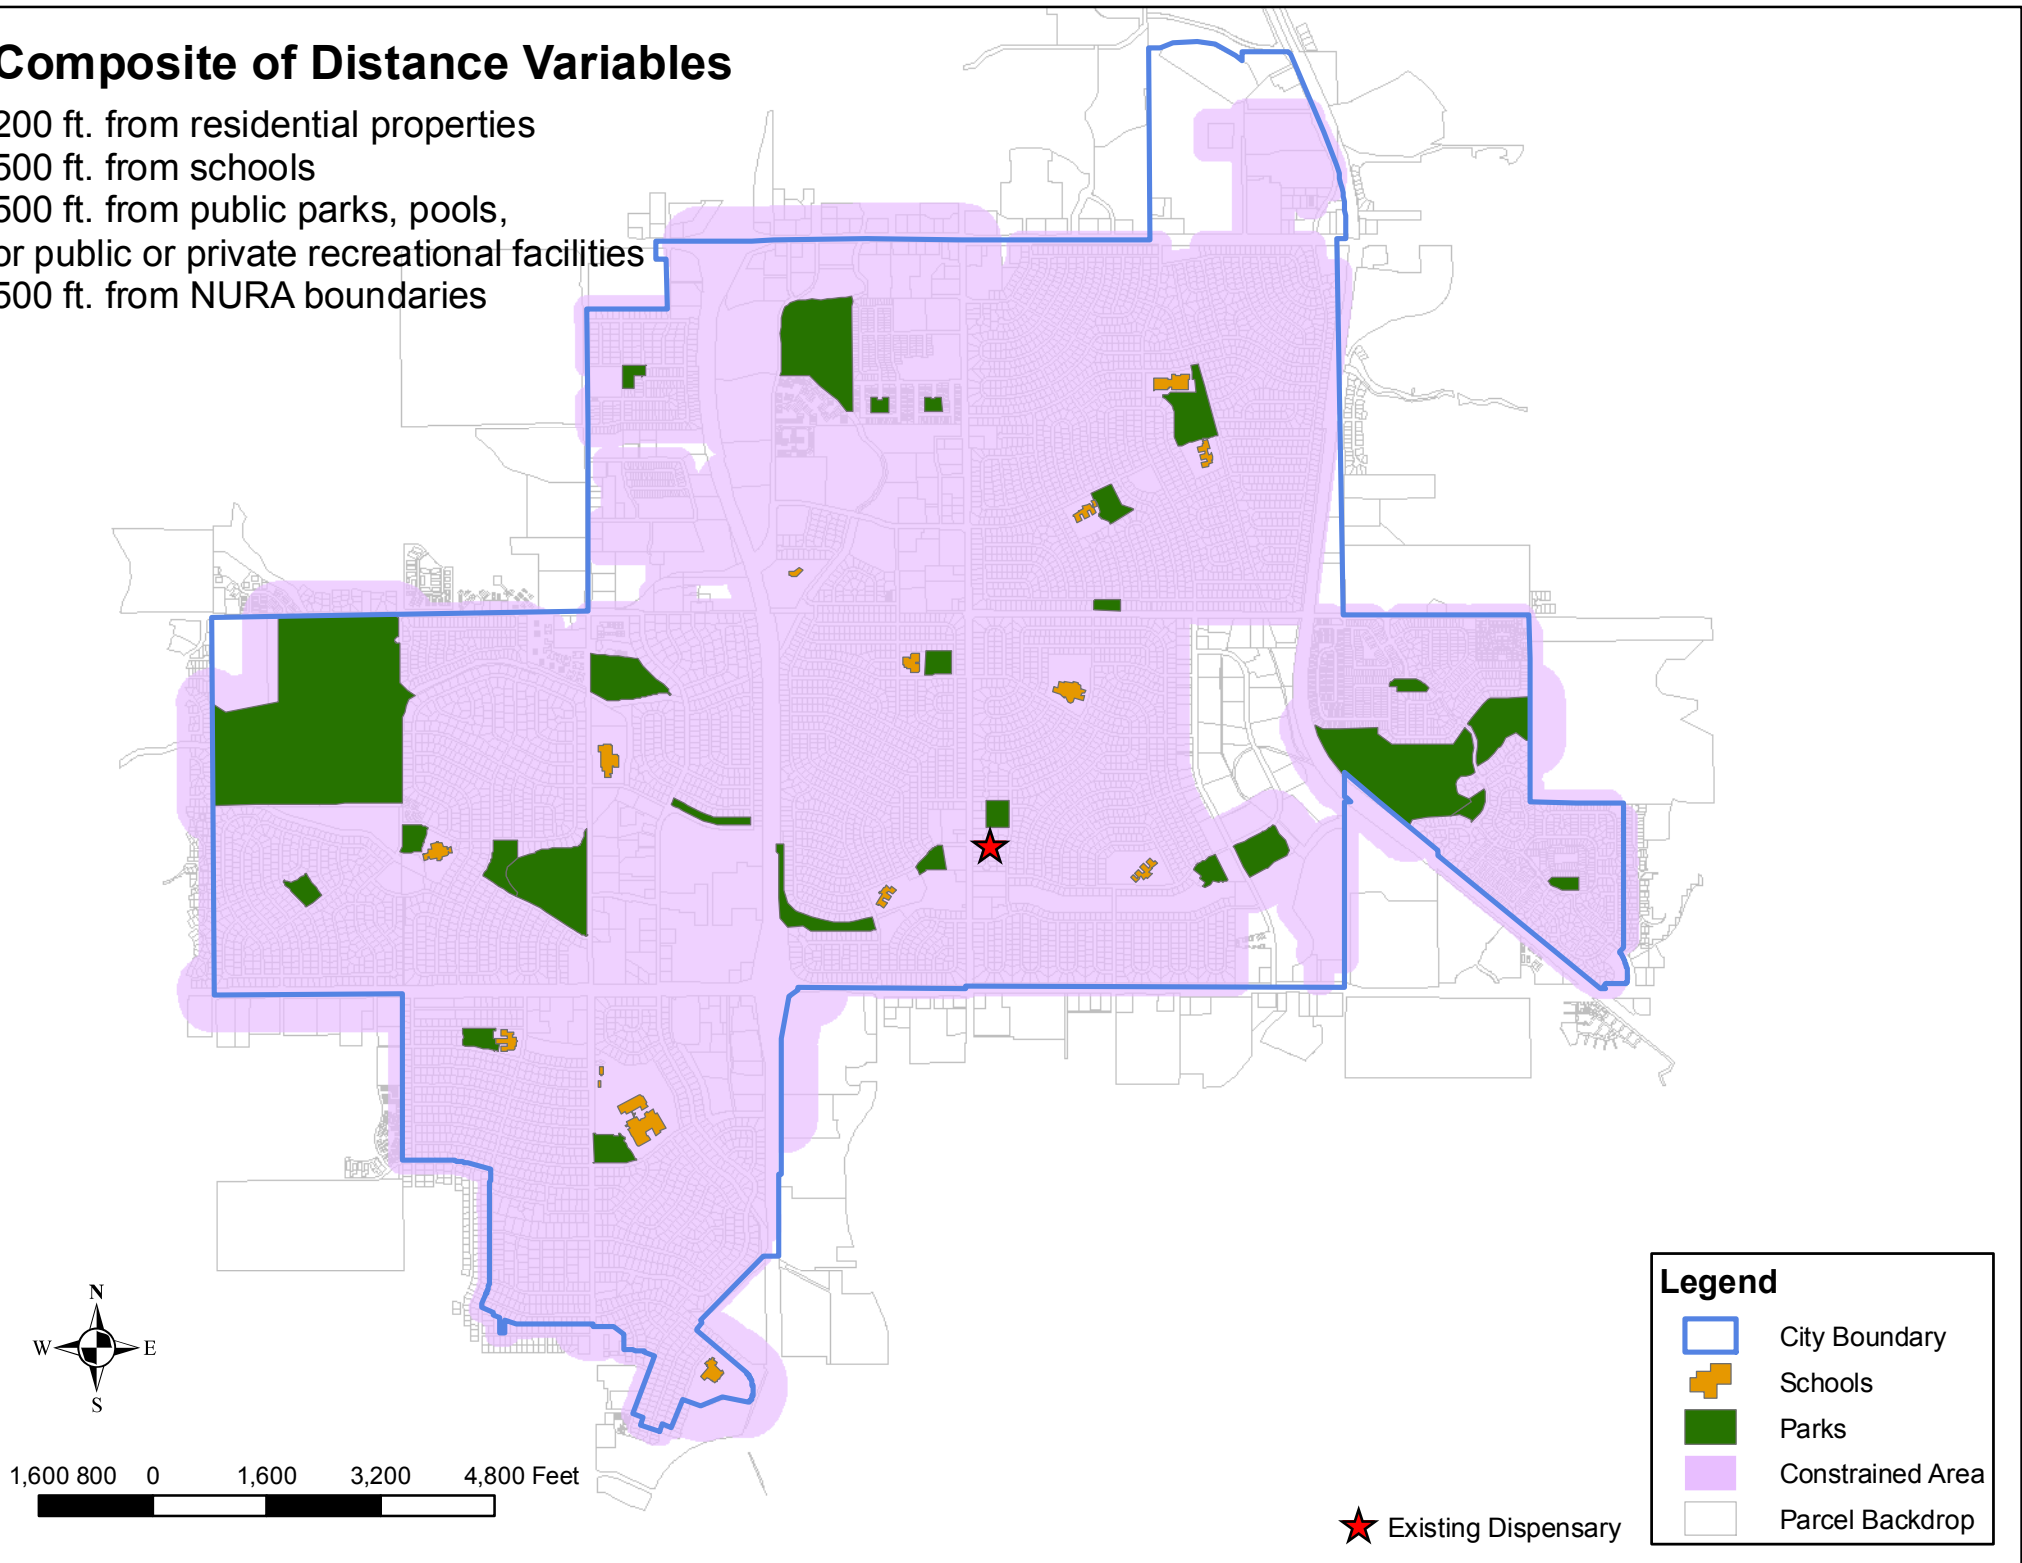 Composite of Distance Variables
200 ft. from residential properties
500 ft. from schools
500 ft. from public parks, pools,
or public or private recreational facilities
500 ft. from NURA boundaries
N
W E
S
1,600 800 0 1,600 3,200 4,800 Feet
Legend
City Boundary
Schools
Parks
Constrained Area
Parcel Backdrop
Existing Dispensary